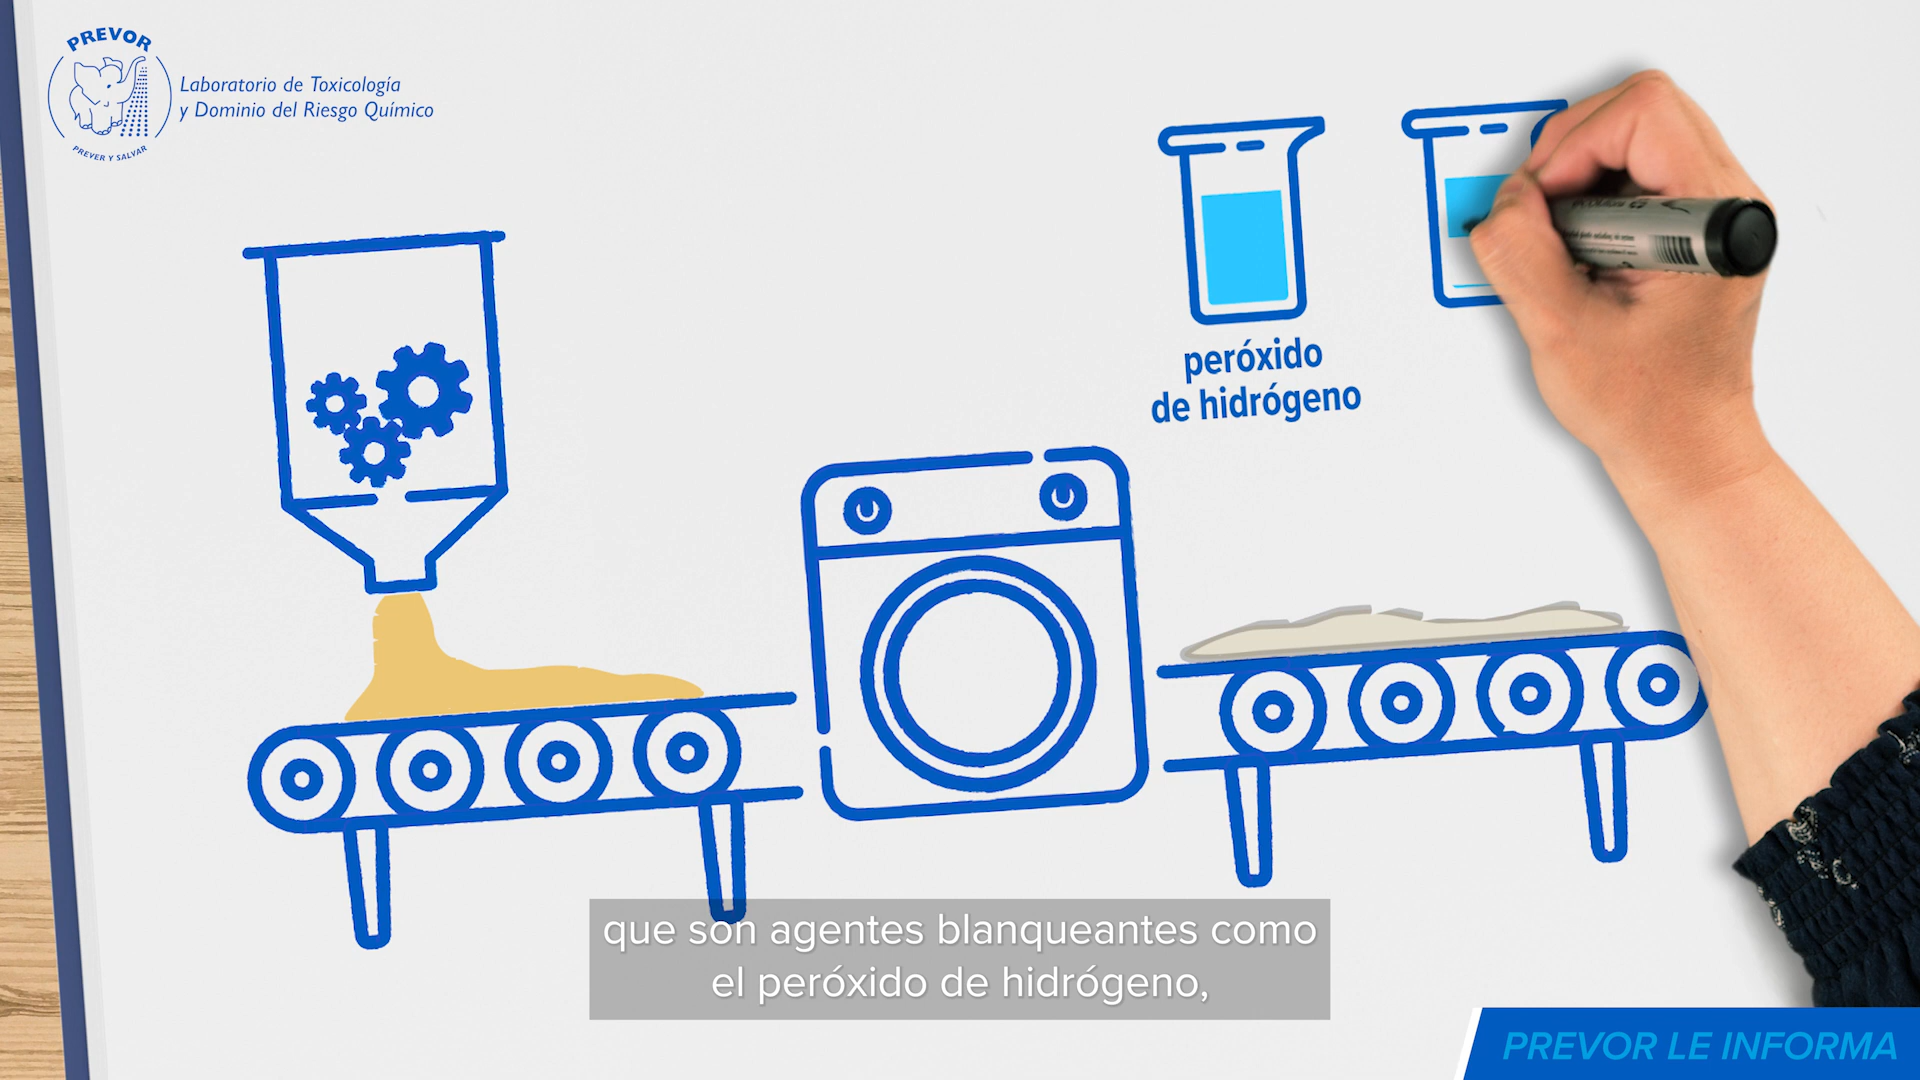 PREVOR
Laboratorio de Toxicología
y Dominio del Riesgo Químico
PREVER Y SALVAR
peróxido
de hidrógeno
que son agentes blanqueantes como
el peróxido de hidrógeno,
PREVOR LE INFORMA